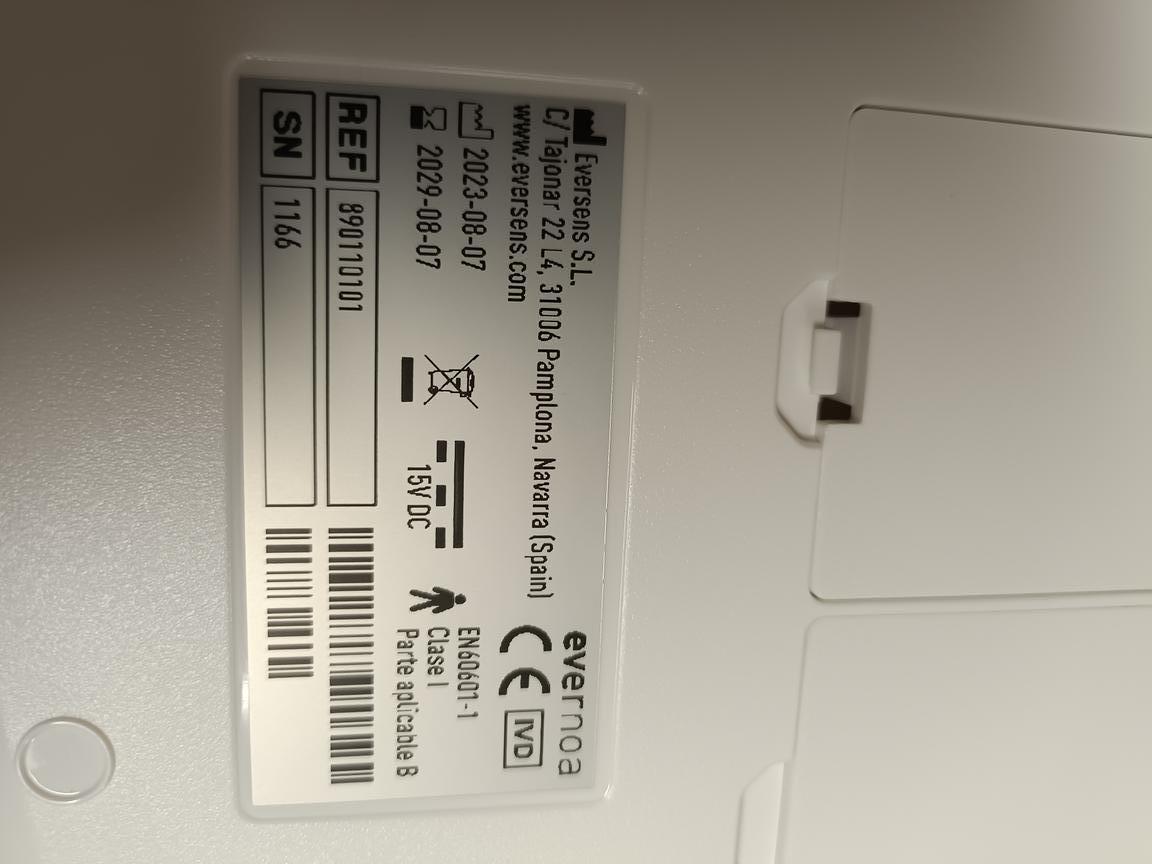 Eversens S.L.
C/ Tajonar 22 L4, 31006 Pamplona, Navarra (Spain)
www.eversens.com
evernoa
CE IVD
2023-08-07
2029-08-07
15V DC
EN60601-1
Clase I
Parte aplicable B
REF 890110101
SN 1166